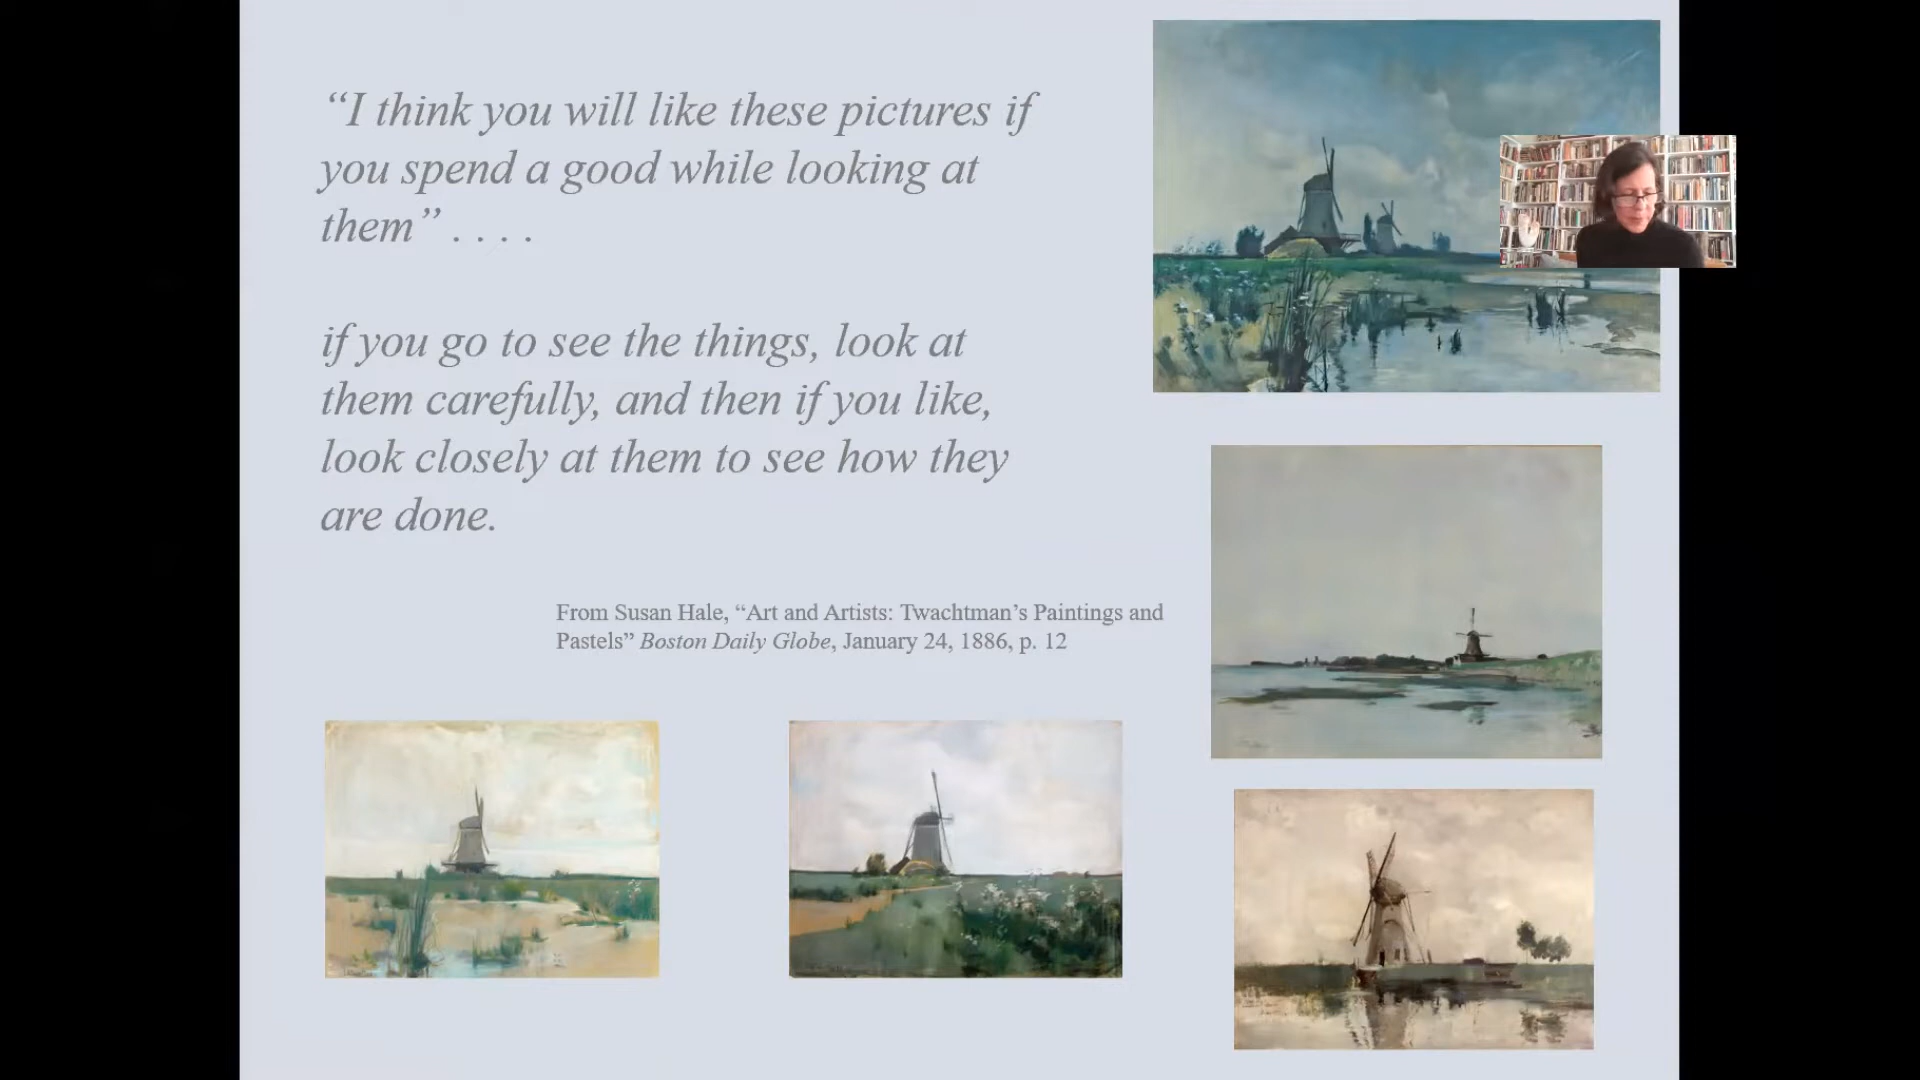 “I think you will like these pictures if
you spend a good while looking at
them” . . . .
if you go to see the things, look at
them carefully, and then if you like,
look closely at them to see how they
are done.
From Susan Hale, “Art and Artists: Twachtman’s Paintings and
Pastels” Boston Daily Globe, January 24, 1886, p. 12